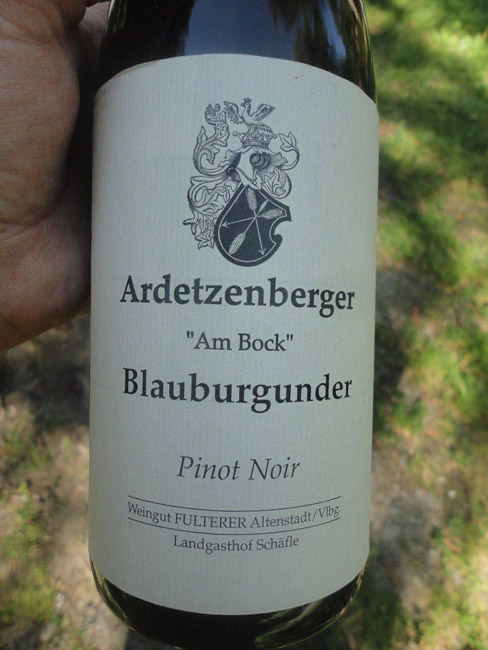 Ardetzenberger
"Am Bock"
Blauburgunder
Pinot Noir
Weingut FULTERER Altenstadt/Vlbg.
Landgasthof Schäfle